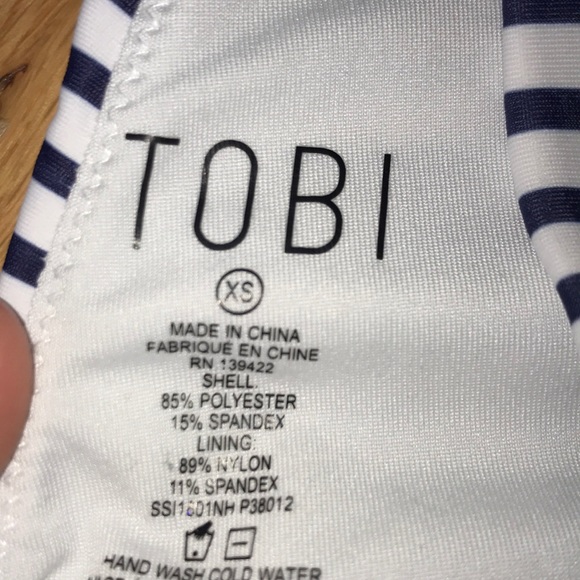 TOBI
XS
MADE IN CHINA
FABRIQUÉ EN CHINE
RN 139422
SHELL:
85% POLYESTER
15% SPANDEX
LINING:
89% NYLON
11% SPANDEX
SSI1601NH P38012
HAND WASH COLD WATER